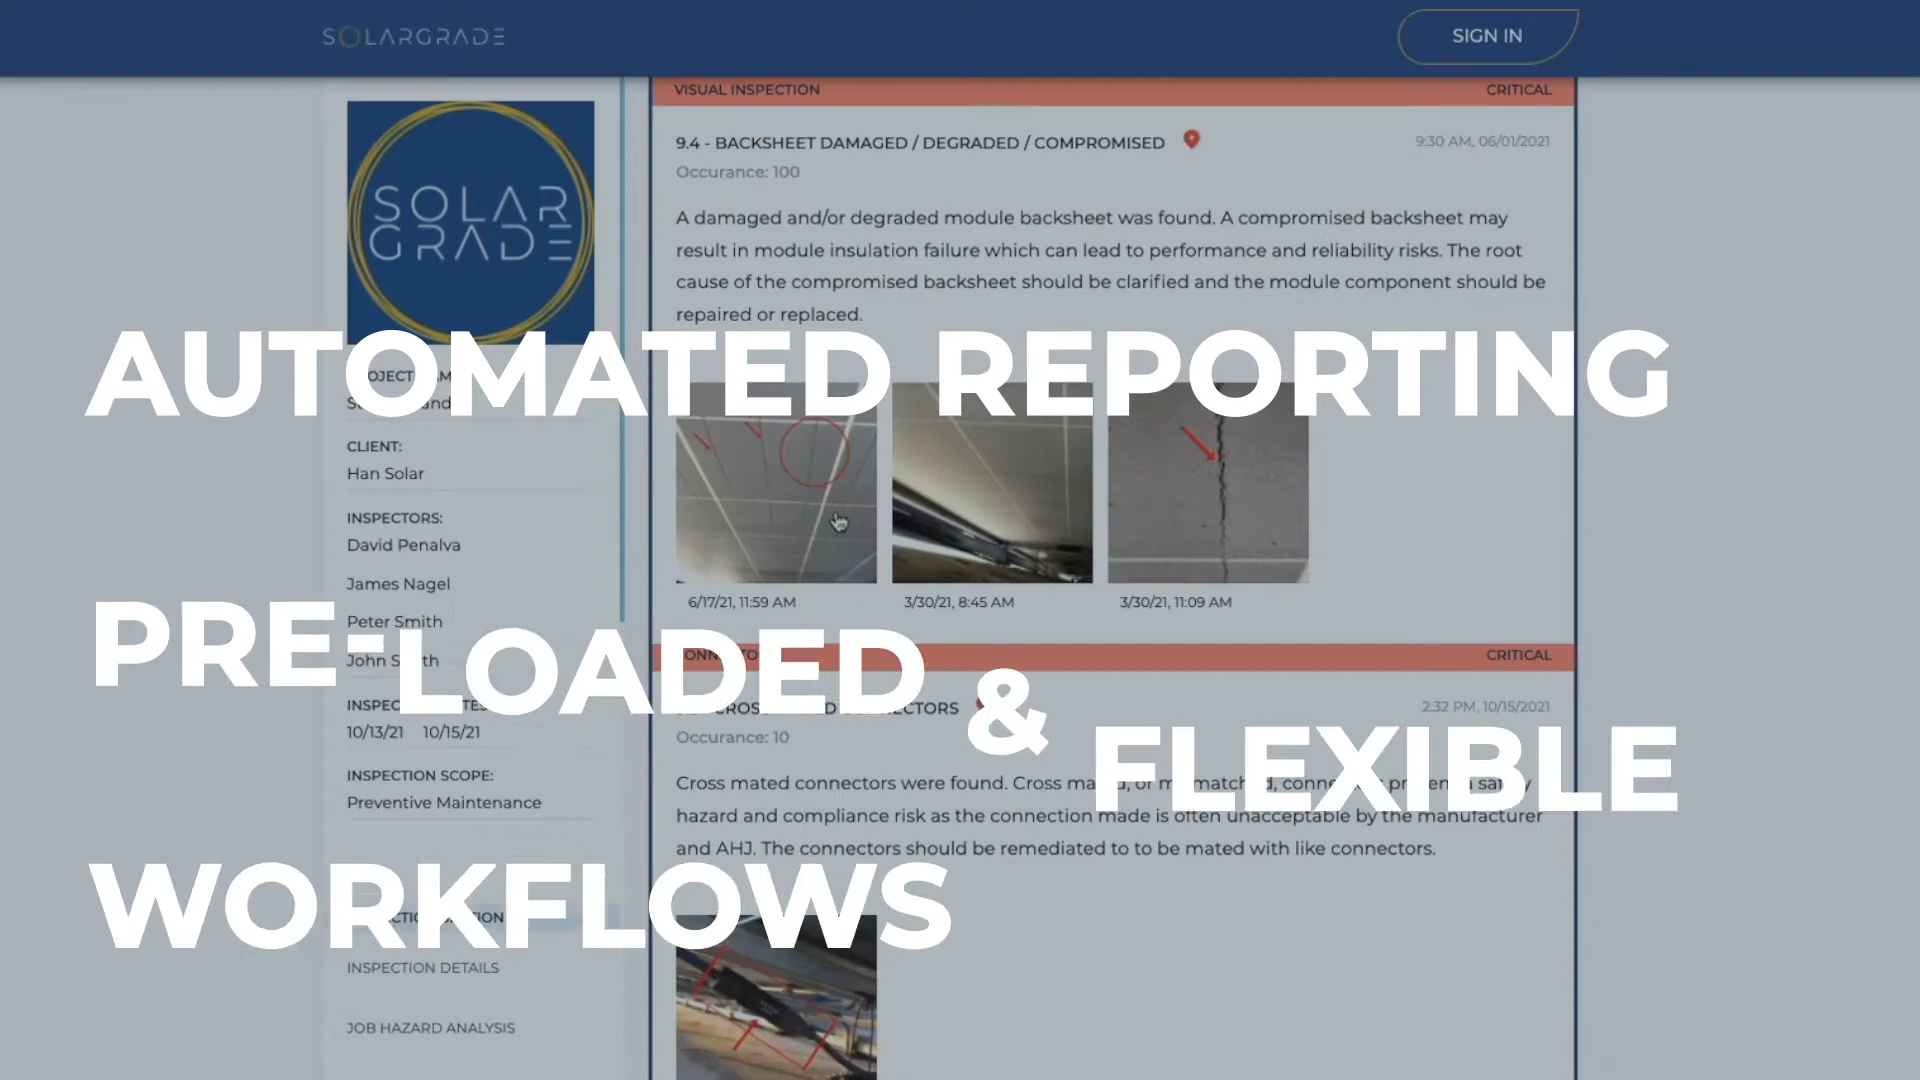 SOLARGRADE
SIGN IN
SOLAR
GRADE
CLIENT:
Han Solar
INSPECTORS:
David Penalva
James Nagel
Peter Smith
John
10/13/21 10/15/21
INSPECTION SCOPE:
Preventive Maintenance
INSPECTION DETAILS
JOB HAZARD ANALYSIS
VISUAL INSPECTION CRITICAL
9.4 - BACKSHEET DAMAGED / DEGRADED / COMPROMISED
9:30 AM, 06/01/2021
Occurance: 100
A damaged and/or degraded module backsheet was found. A compromised backsheet may
result in module insulation failure which can lead to performance and reliability risks. The root
cause of the compromised backsheet should be clarified and the module component should be
repaired or replaced.
6/17/21, 11:59 AM
3/30/21, 8:45 AM
3/30/21, 11:09 AM
CRITICAL
2:32 PM, 10/15/2021
Occurance: 10
Cross mated connectors were found. Cross
hazard and compliance risk as the connection made is often unacceptable by the manufacturer
and AHJ. The connectors should be remediated to to be mated with like connectors.
AUTOMATED REPORTING
PRE-LOADED & FLEXIBLE
WORKFLOWS